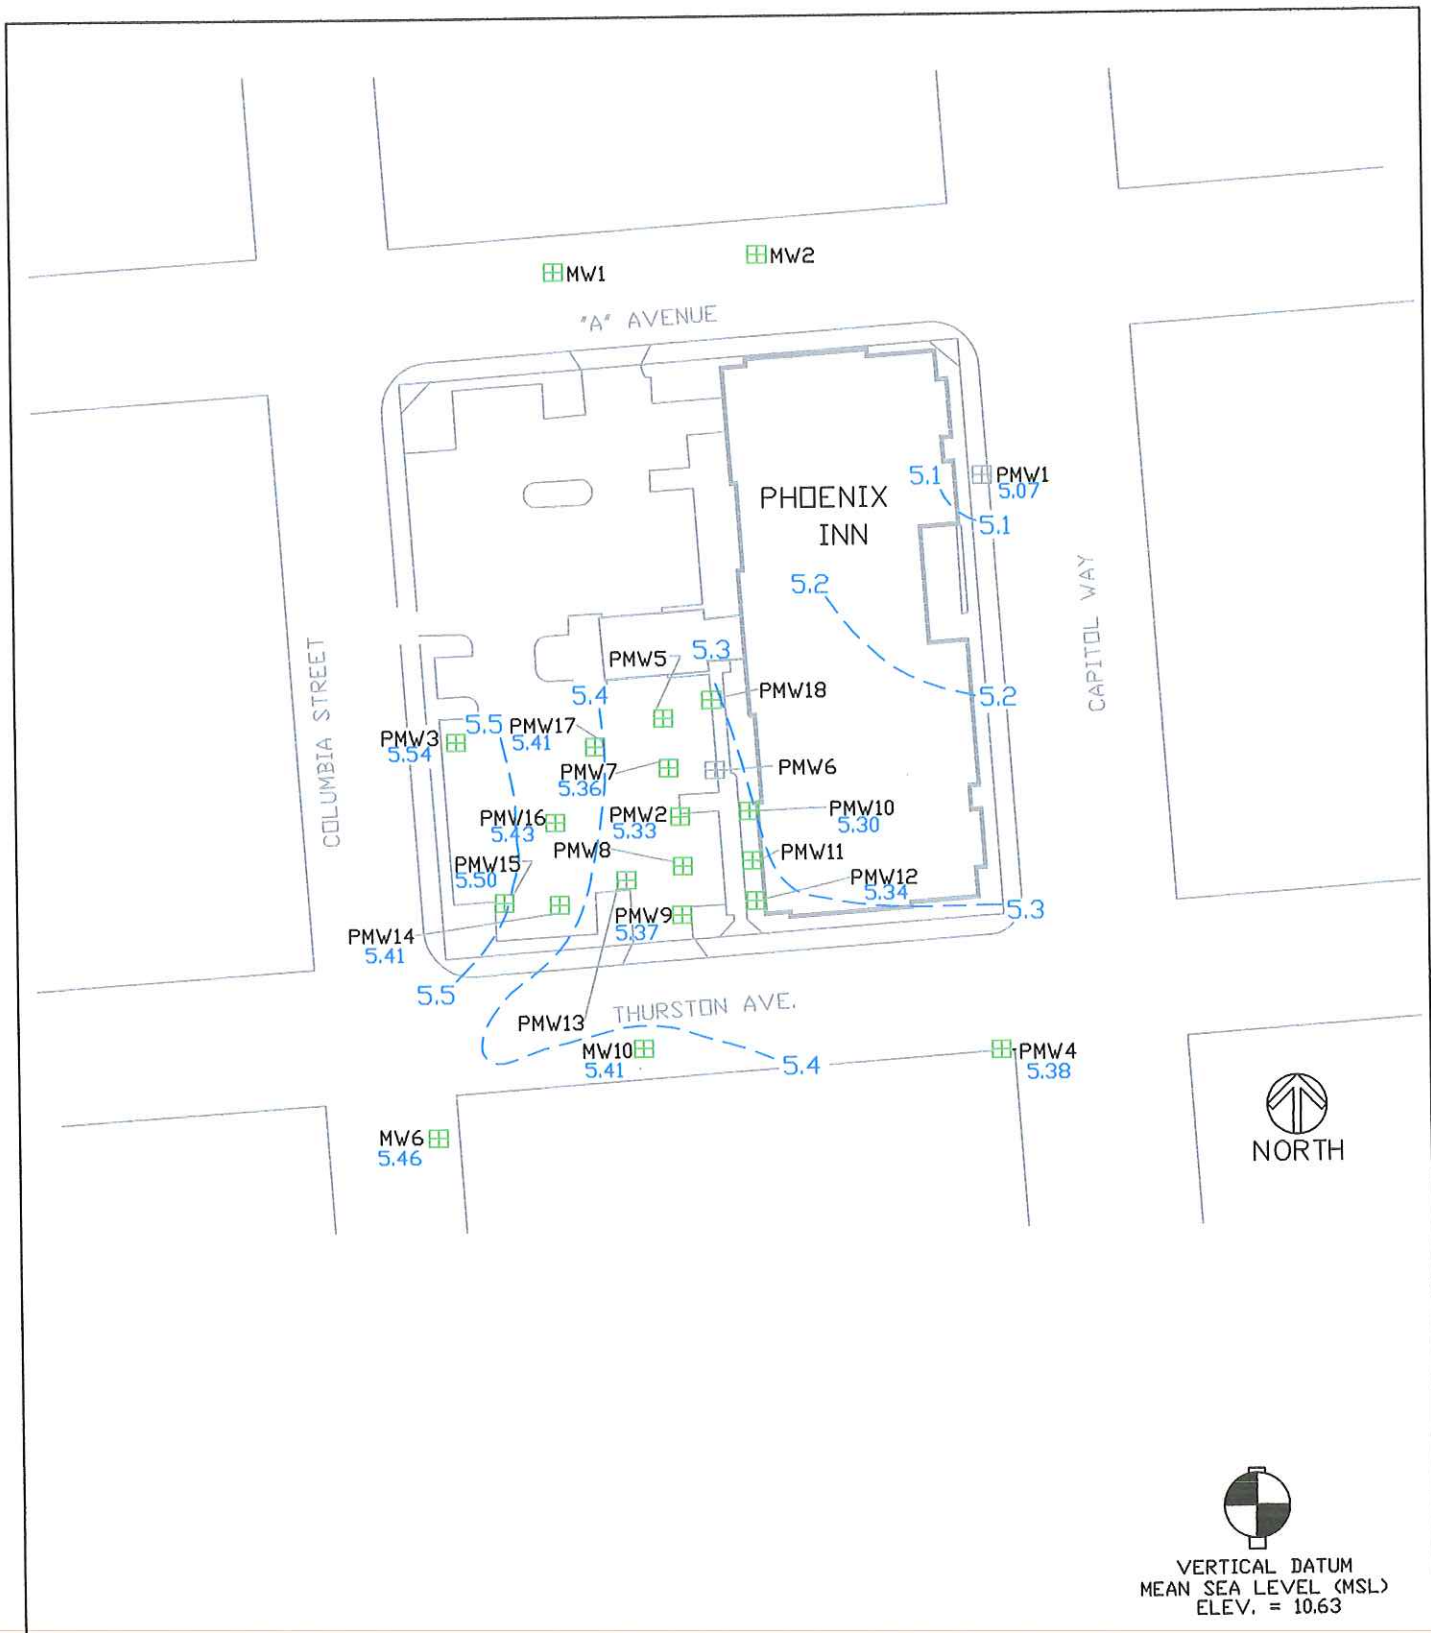 MW1
MW2
"A" AVENUE
PHOENIX
INN
5.1
PMW1
5.07
5.1
5.2
CAPITOL WAY
COLUMBIA STREET
PMW5
5.3
PMW18
5.4
5.2
5.5
PMW17
5.41
PMW3
5.54
PMW7
5.36
PMW6
PMW16
5.43
PMW2
5.33
PMW10
5.30
PMW8
PMW11
PMW15
5.50
PMW12
5.34
PMW9
5.37
5.3
PMW14
5.41
5.5
THURSTON AVE.
PMW13
MW10
5.41
5.4
PMW4
5.38
MW6
5.46
NORTH
VERTICAL DATUM
MEAN SEA LEVEL (MSL)
ELEV. = 10.63